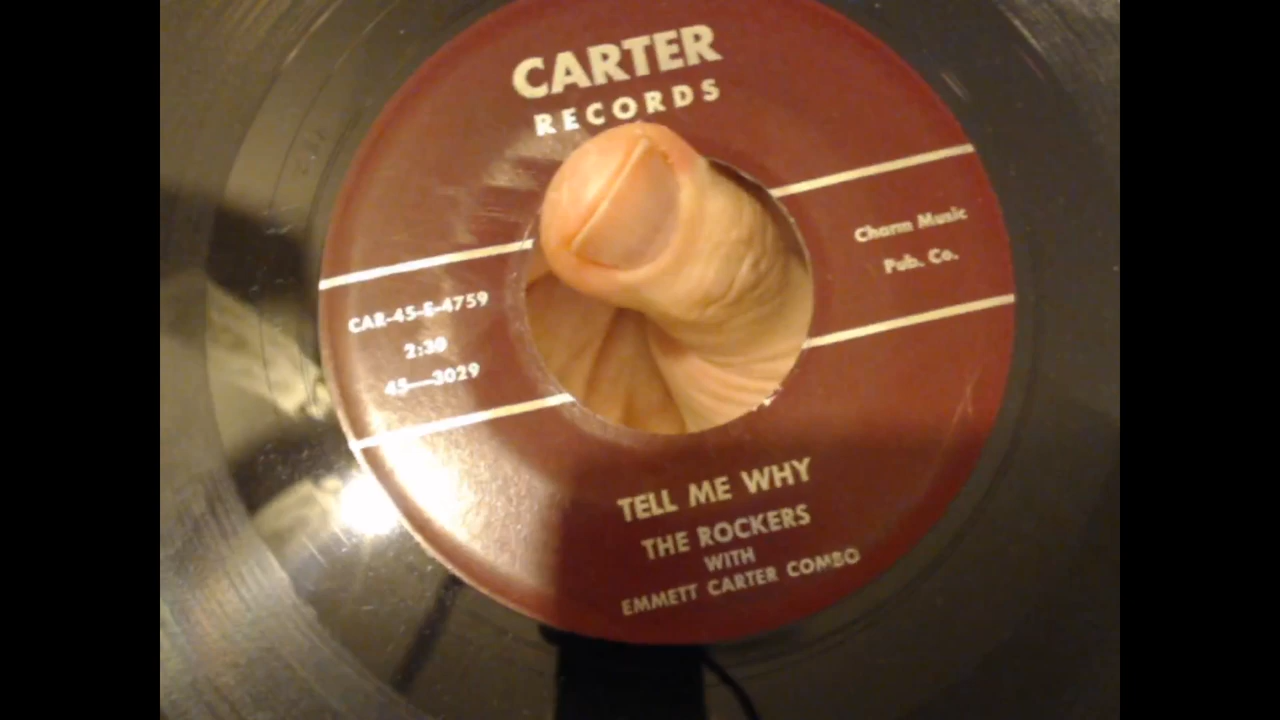 CARTER
RECORDS
Charm Music
Pub. Co.
CAR-45-E-4759
2:30
45—3029
TELL ME WHY
THE ROCKERS
WITH
EMMETT CARTER COMBO